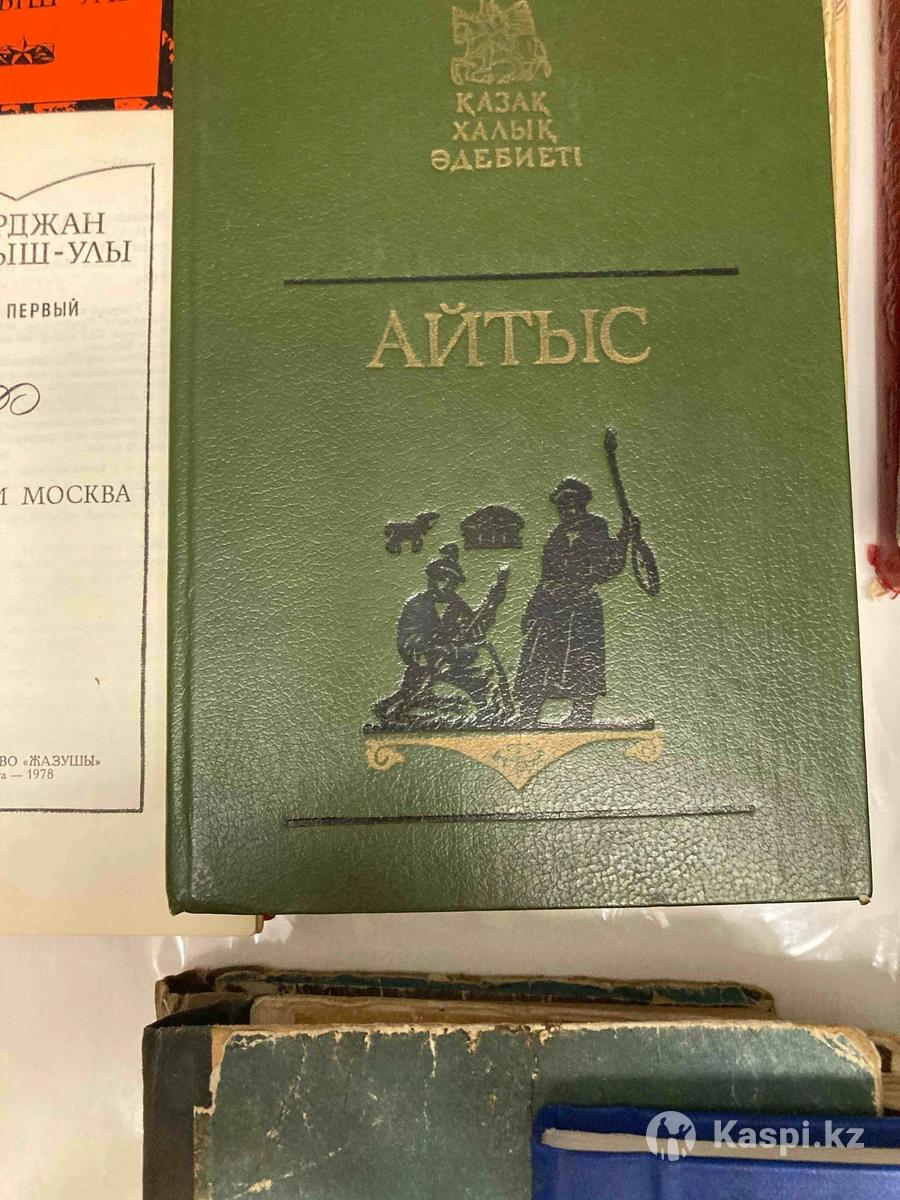 ҚАЗАҚ
ХАЛЫҚ
ӘДЕБИЕТІ
АЙТЫС
РДЖАН
ЫШ-УЛЫ
ПЕРВЫЙ
МОСКВА
ВО «ЖАЗУШЫ»
та — 1978
Kaspi.kz